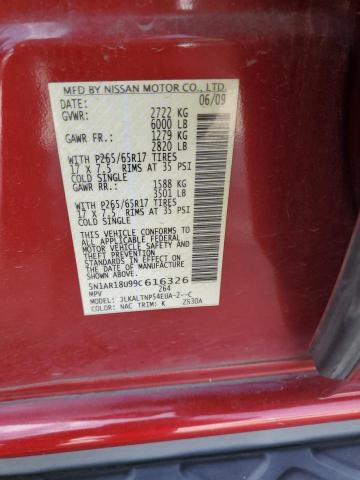 MFD BY NISSAN MOTOR CO., LTD.
DATE: 06/09
GVWR: 2722 KG
6000 LB
GAWR FR.: 1279 KG
2820 LB
WITH P265/65R17 TIRES
17 X 7.5 RIMS AT 35 PSI
COLD SINGLE
GAWR RR.: 1588 KG
3501 LB
WITH P265/65R17 TIRES
17 X 7.5 RIMS AT 35 PSI
COLD SINGLE
THIS VEHICLE CONFORMS TO ALL
APPLICABLE FEDERAL MOTOR
MOTOR VEHICLE SAFETY STANDARDS
IN EFFECT ON THE DATE OF
MANUFACTURE SHOWN ABOVE.
5N1AR18U99C616326
MPV 264
MODEL: JLKALTNP54EUA-Z--C
COLOR: NAC TRIM: K ZS30A